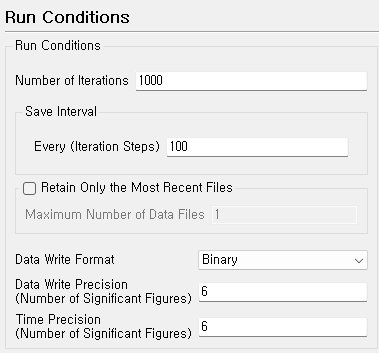 Run Conditions
Run Conditions
Number of Iterations 1000
Save Interval
Every (Iteration Steps) 100
Retain Only the Most Recent Files
Maximum Number of Data Files 1
Data Write Format Binary
Data Write Precision
(Number of Significant Figures) 6
Time Precision
(Number of Significant Figures) 6